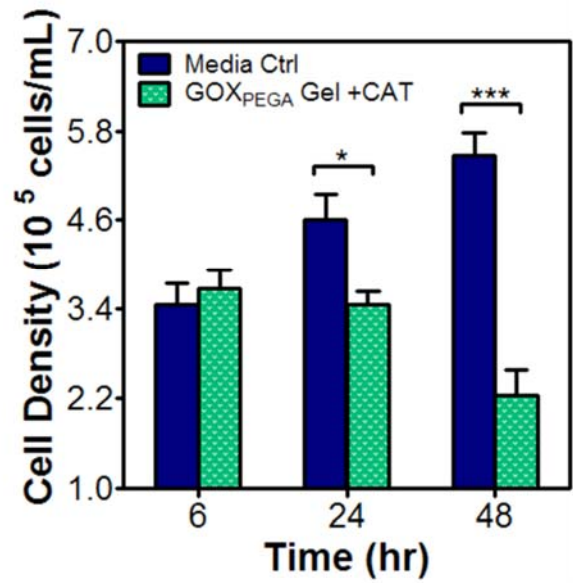 Cell Density (10 5 cells/mL)
7.0
5.8
4.6
3.4
2.2
1.0
Media Ctrl
GOXPEGA Gel +CAT
*
***
6 24 48
Time (hr)